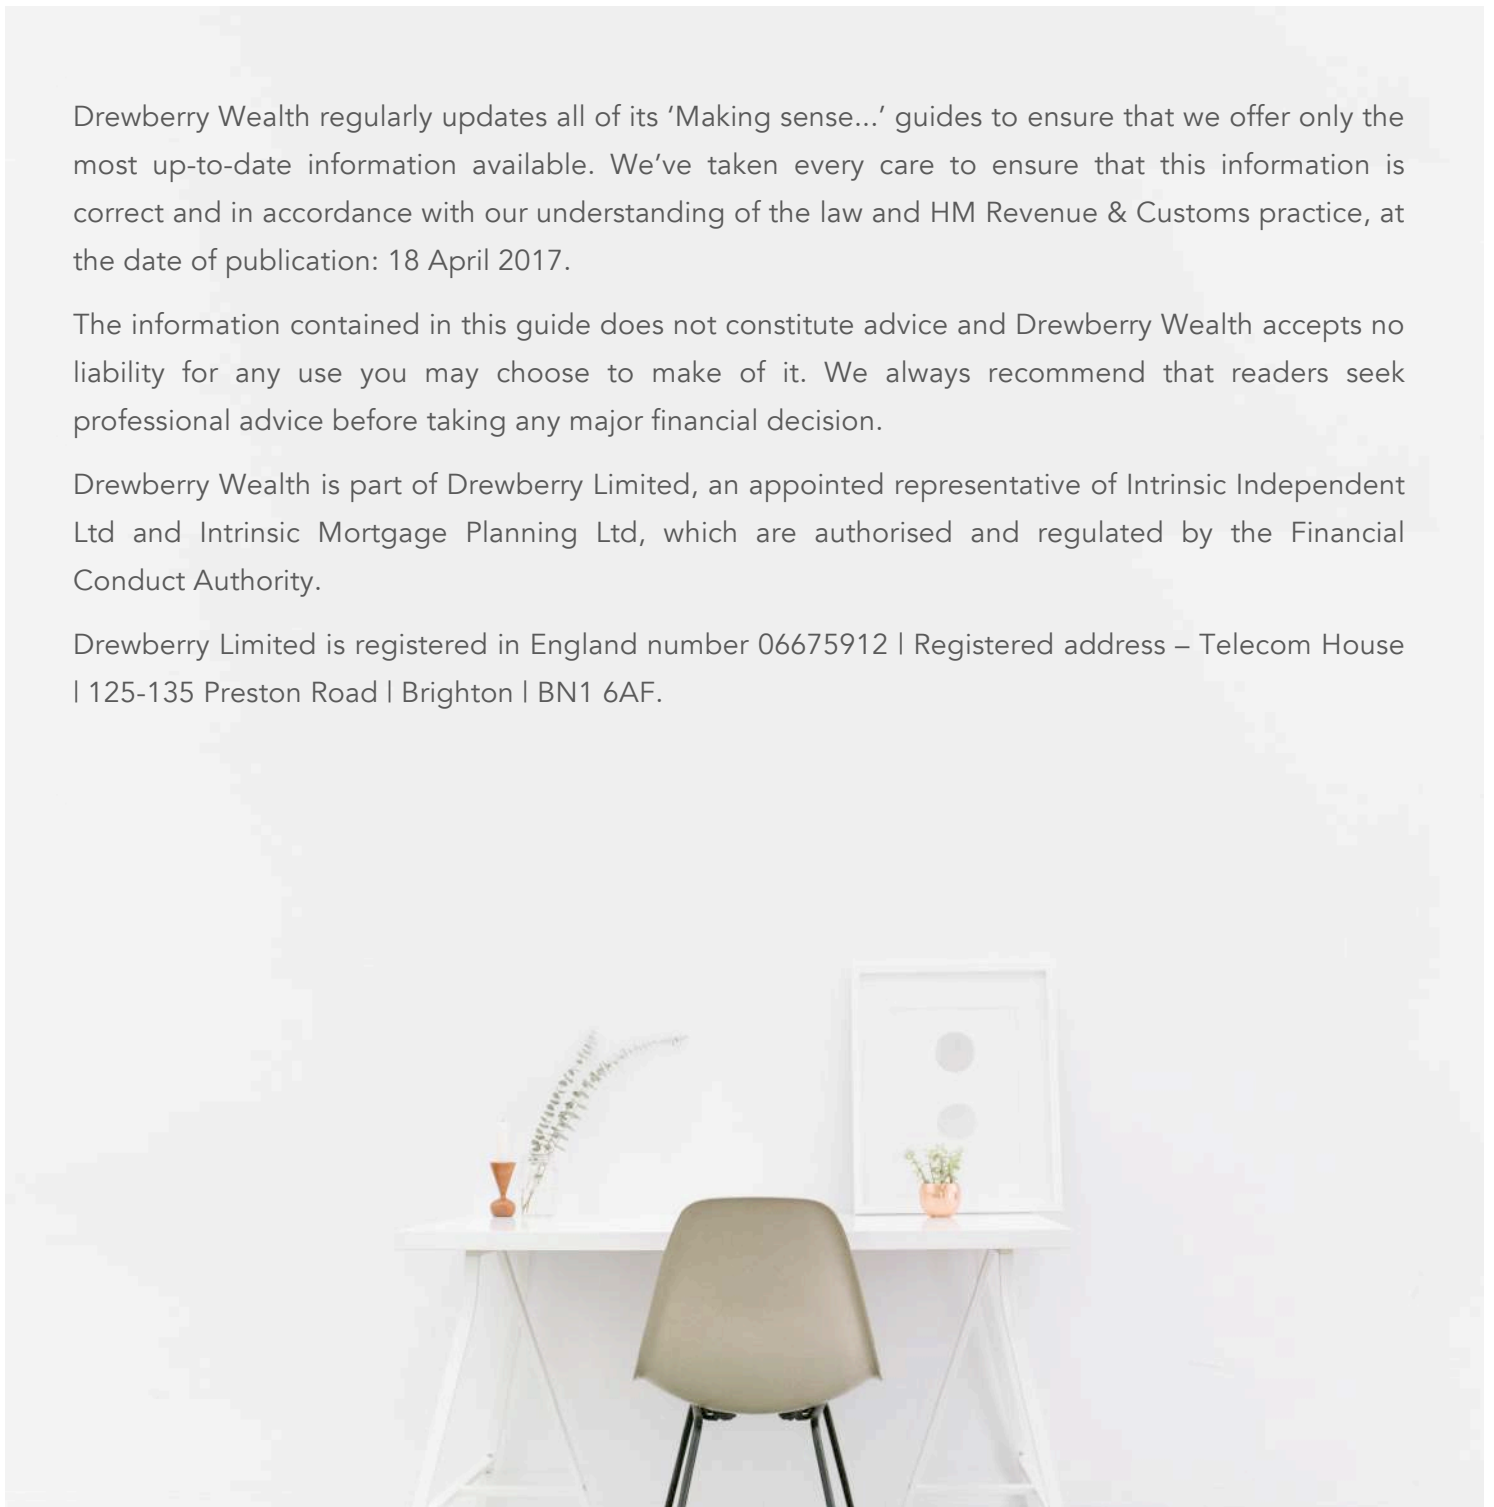 Drewberry Wealth regularly updates all of its ‘Making sense...’ guides to ensure that we offer only the
most up-to-date information available. We’ve taken every care to ensure that this information is
correct and in accordance with our understanding of the law and HM Revenue & Customs practice, at
the date of publication: 18 April 2017.
The information contained in this guide does not constitute advice and Drewberry Wealth accepts no
liability for any use you may choose to make of it. We always recommend that readers seek
professional advice before taking any major financial decision.
Drewberry Wealth is part of Drewberry Limited, an appointed representative of Intrinsic Independent
Ltd and Intrinsic Mortgage Planning Ltd, which are authorised and regulated by the Financial
Conduct Authority.
Drewberry Limited is registered in England number 06675912 | Registered address – Telecom House
| 125-135 Preston Road | Brighton | BN1 6AF.